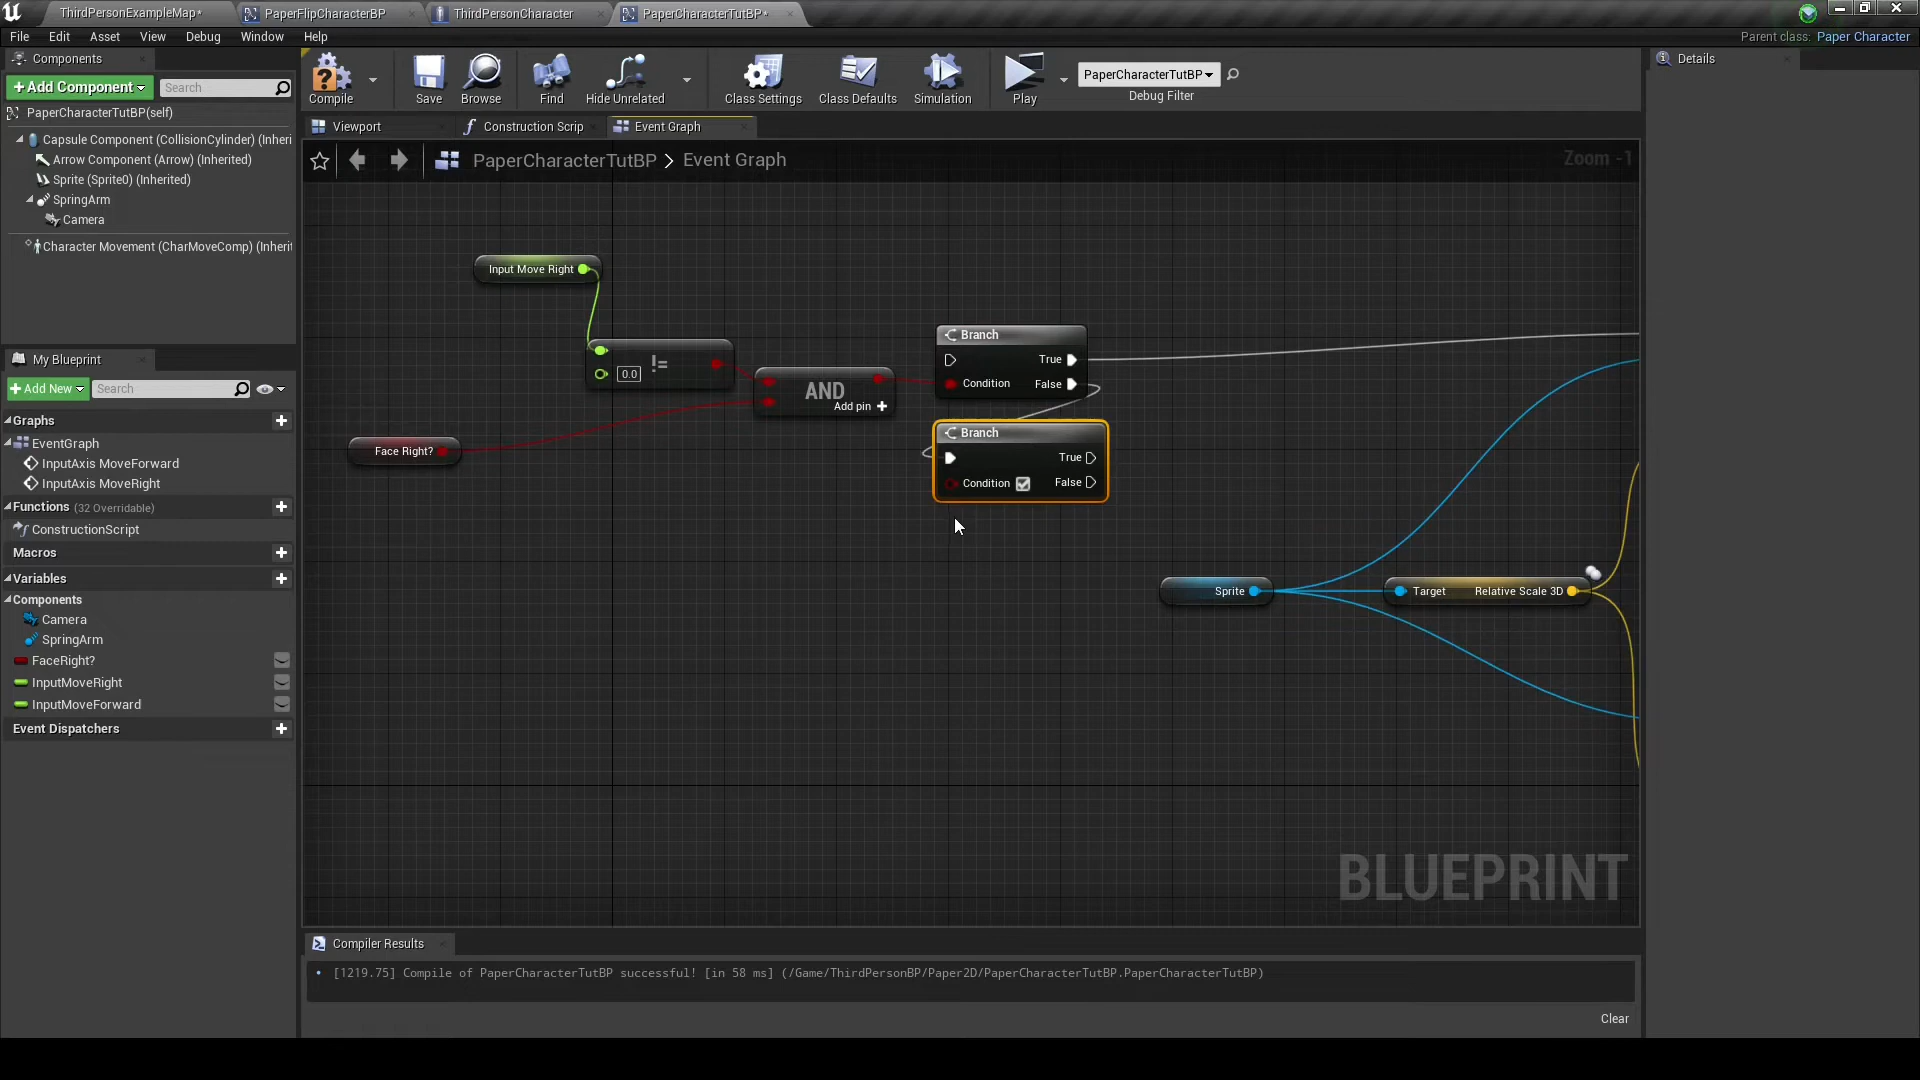 ThirdPersonExampleMap*
PaperFlipCharacterBP
ThirdPersonCharacter
PaperCharacterTutBP*
File Edit Asset View Debug Window Help
Parent class: Paper Character
Components
+Add Component
Search
PaperCharacterTutBP(self)
Capsule Component (CollisionCylinder) (Inheri
Arrow Component (Arrow) (Inherited)
Sprite (Sprite0) (Inherited)
SpringArm
Camera
Character Movement (CharMoveComp) (Inherit
My Blueprint
+Add New
Search
Graphs
EventGraph
InputAxis MoveForward
InputAxis MoveRight
Functions (32 Overridable)
ConstructionScript
Macros
Variables
Components
Camera
SpringArm
FaceRight?
InputMoveRight
InputMoveForward
Event Dispatchers
Compile
Save
Browse
Find
Hide Unrelated
Class Settings
Class Defaults
Simulation
Play
PaperCharacterTutBP
Debug Filter
Viewport
Construction Scrip
Event Graph
PaperCharacterTutBP > Event Graph
Zoom -1
Input Move Right
0.0
!=
Face Right?
AND
Add pin +
Branch
True
Condition
False
Branch
True
Condition
False
Sprite
Target
Relative Scale 3D
BLUEPRINT
Compiler Results
[1219.75] Compile of PaperCharacterTutBP successful! [in 58 ms] (/Game/ThirdPersonBP/Paper2D/PaperCharacterTutBP.PaperCharacterTutBP)
Clear
Details